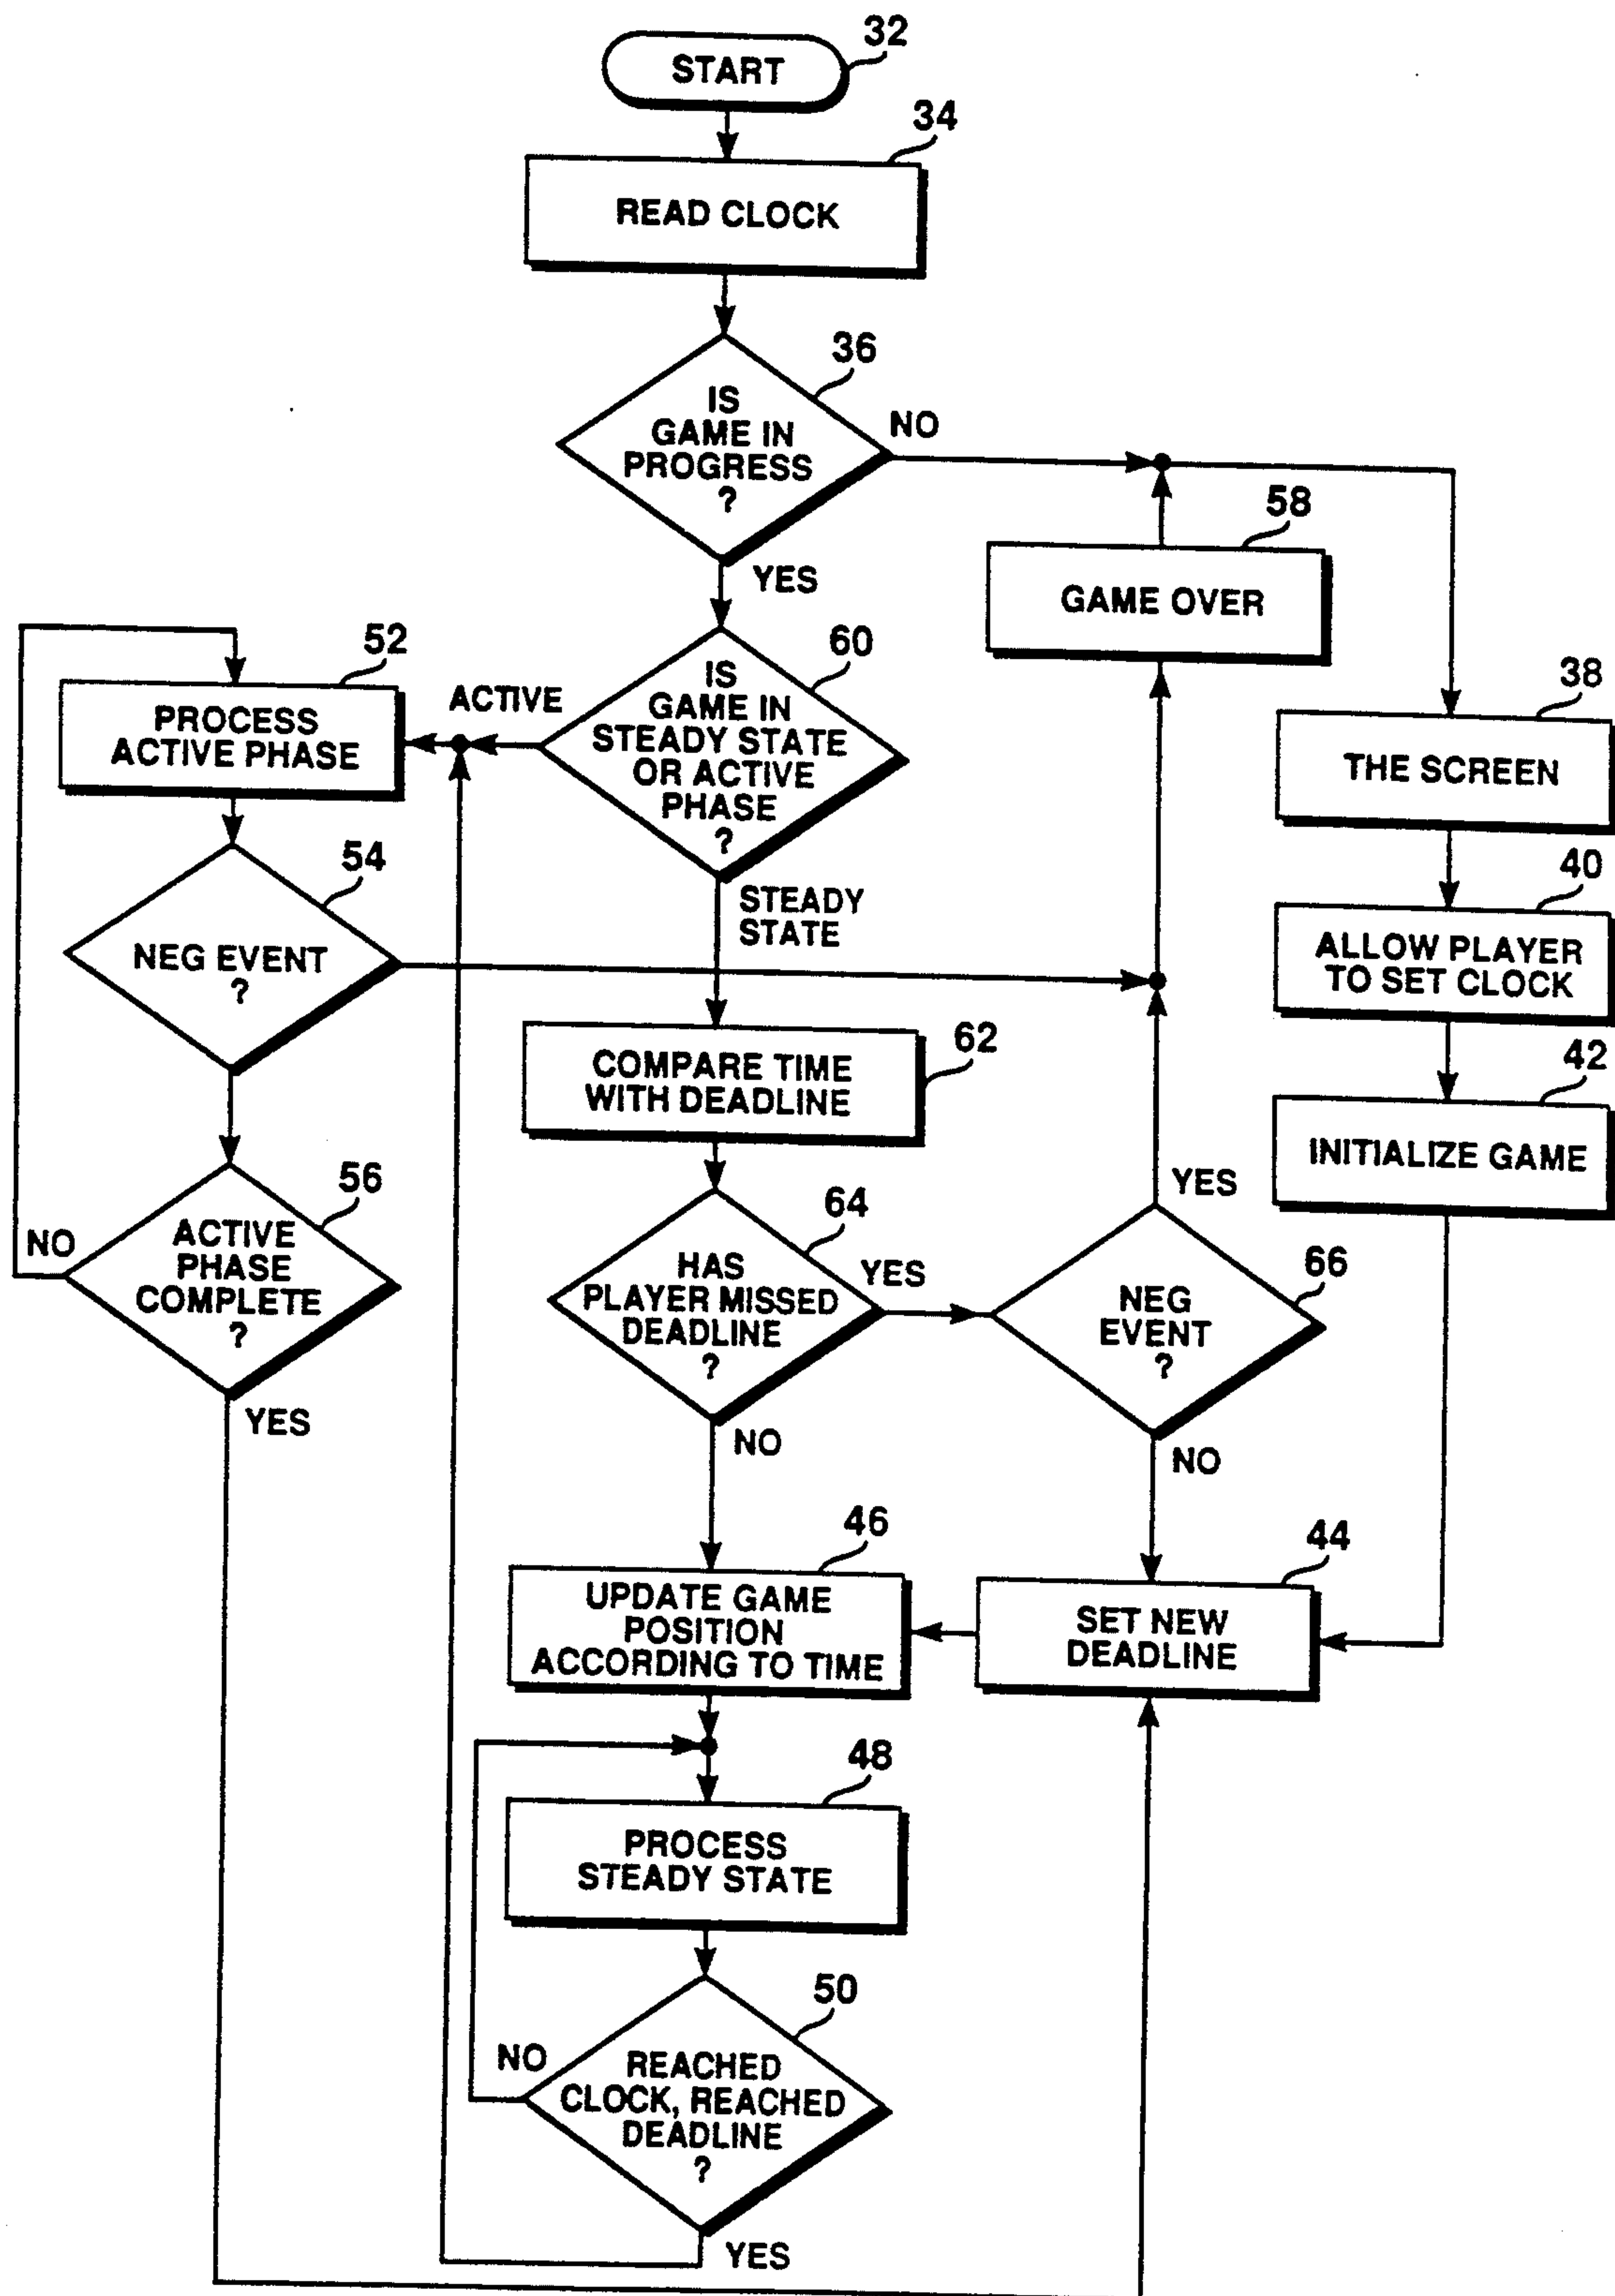 32
START
34
READ CLOCK
36
IS
GAME IN
PROGRESS
?
NO
YES
58
GAME OVER
60
IS
GAME IN
STEADY STATE
OR ACTIVE
PHASE
?
ACTIVE
STEADY
STATE
52
PROCESS
ACTIVE PHASE
38
THE SCREEN
54
NEG EVENT
?
40
ALLOW PLAYER
TO SET CLOCK
62
COMPARE TIME
WITH DEADLINE
42
INITIALIZE GAME
56
ACTIVE
PHASE
COMPLETE
?
NO
YES
64
HAS
PLAYER MISSED
DEADLINE
?
YES
NO
66
NEG
EVENT
?
YES
NO
46
UPDATE GAME
POSITION
ACCORDING TO TIME
44
SET NEW
DEADLINE
48
PROCESS
STEADY STATE
50
REACHED
CLOCK, REACHED
DEADLINE
?
NO
YES